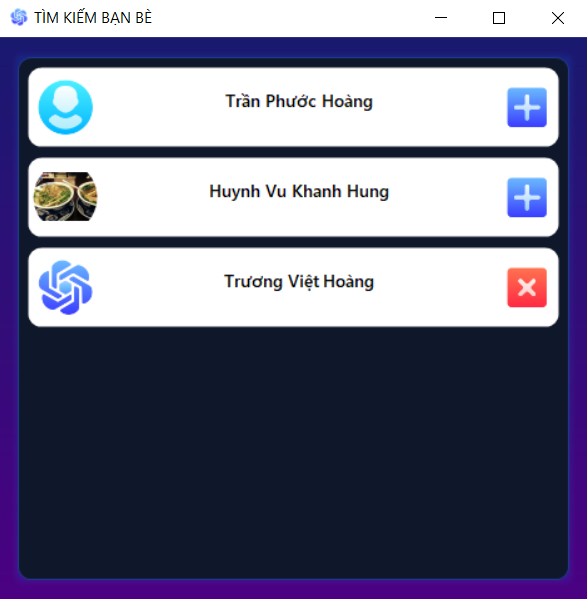 TÌM KIẾM BẠN BÈ
Trần Phước Hoàng
Huynh Vu Khanh Hung
Trương Việt Hoàng